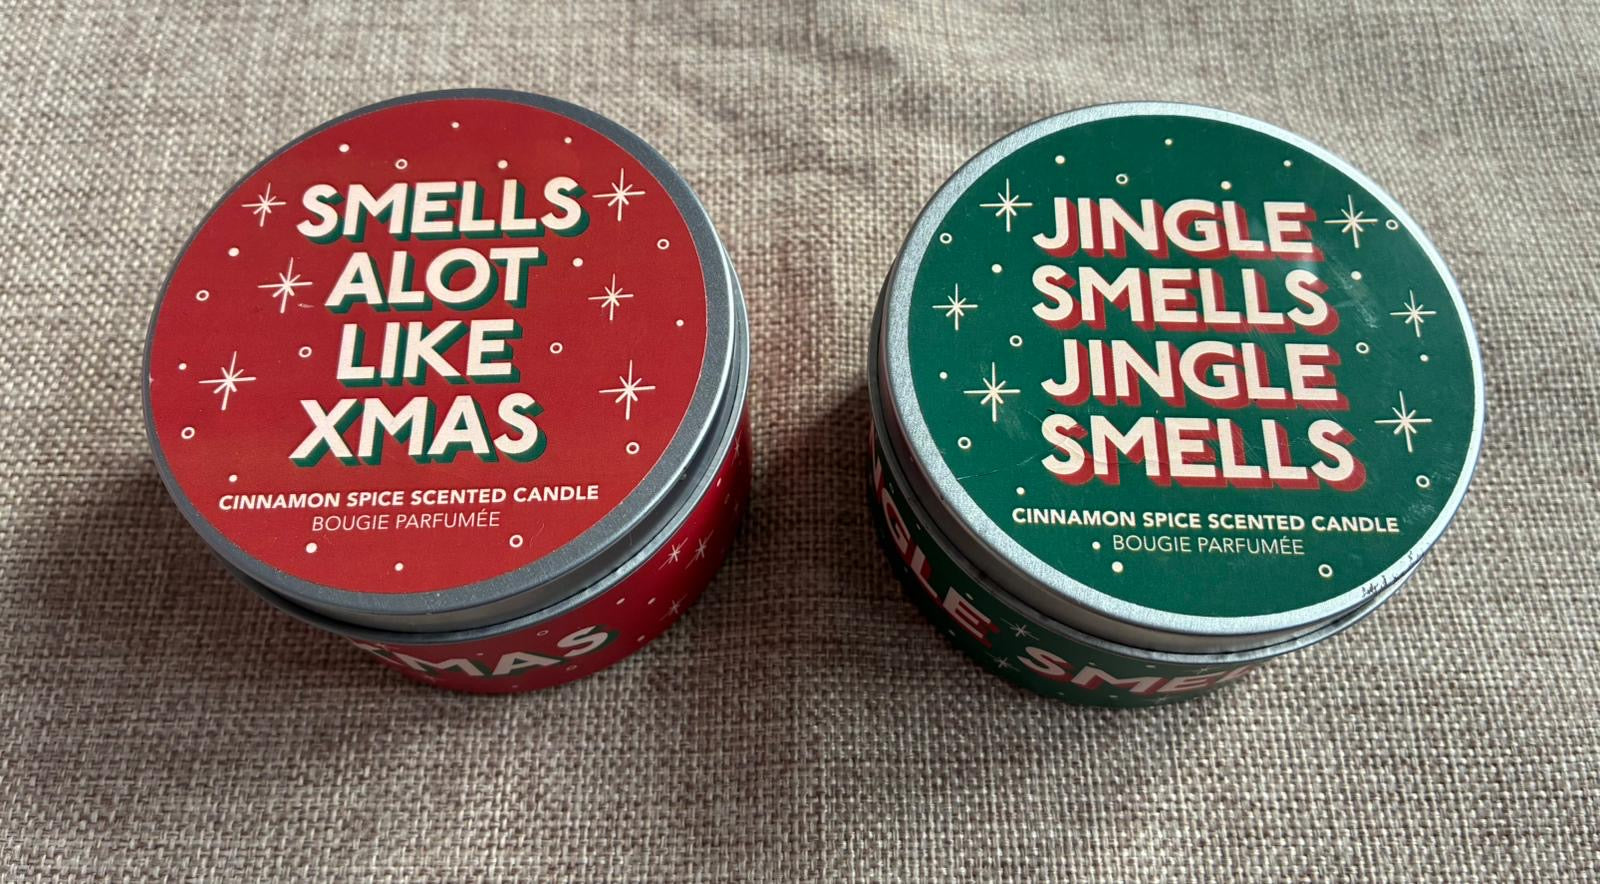 SMELLS
ALOT
LIKE
XMAS
CINNAMON SPICE SCENTED CANDLE
BOUGIE PARFUMÉE
XMAS
JINGLE
SMELLS
JINGLE
SMELLS
CINNAMON SPICE SCENTED CANDLE
BOUGIE PARFUMÉE